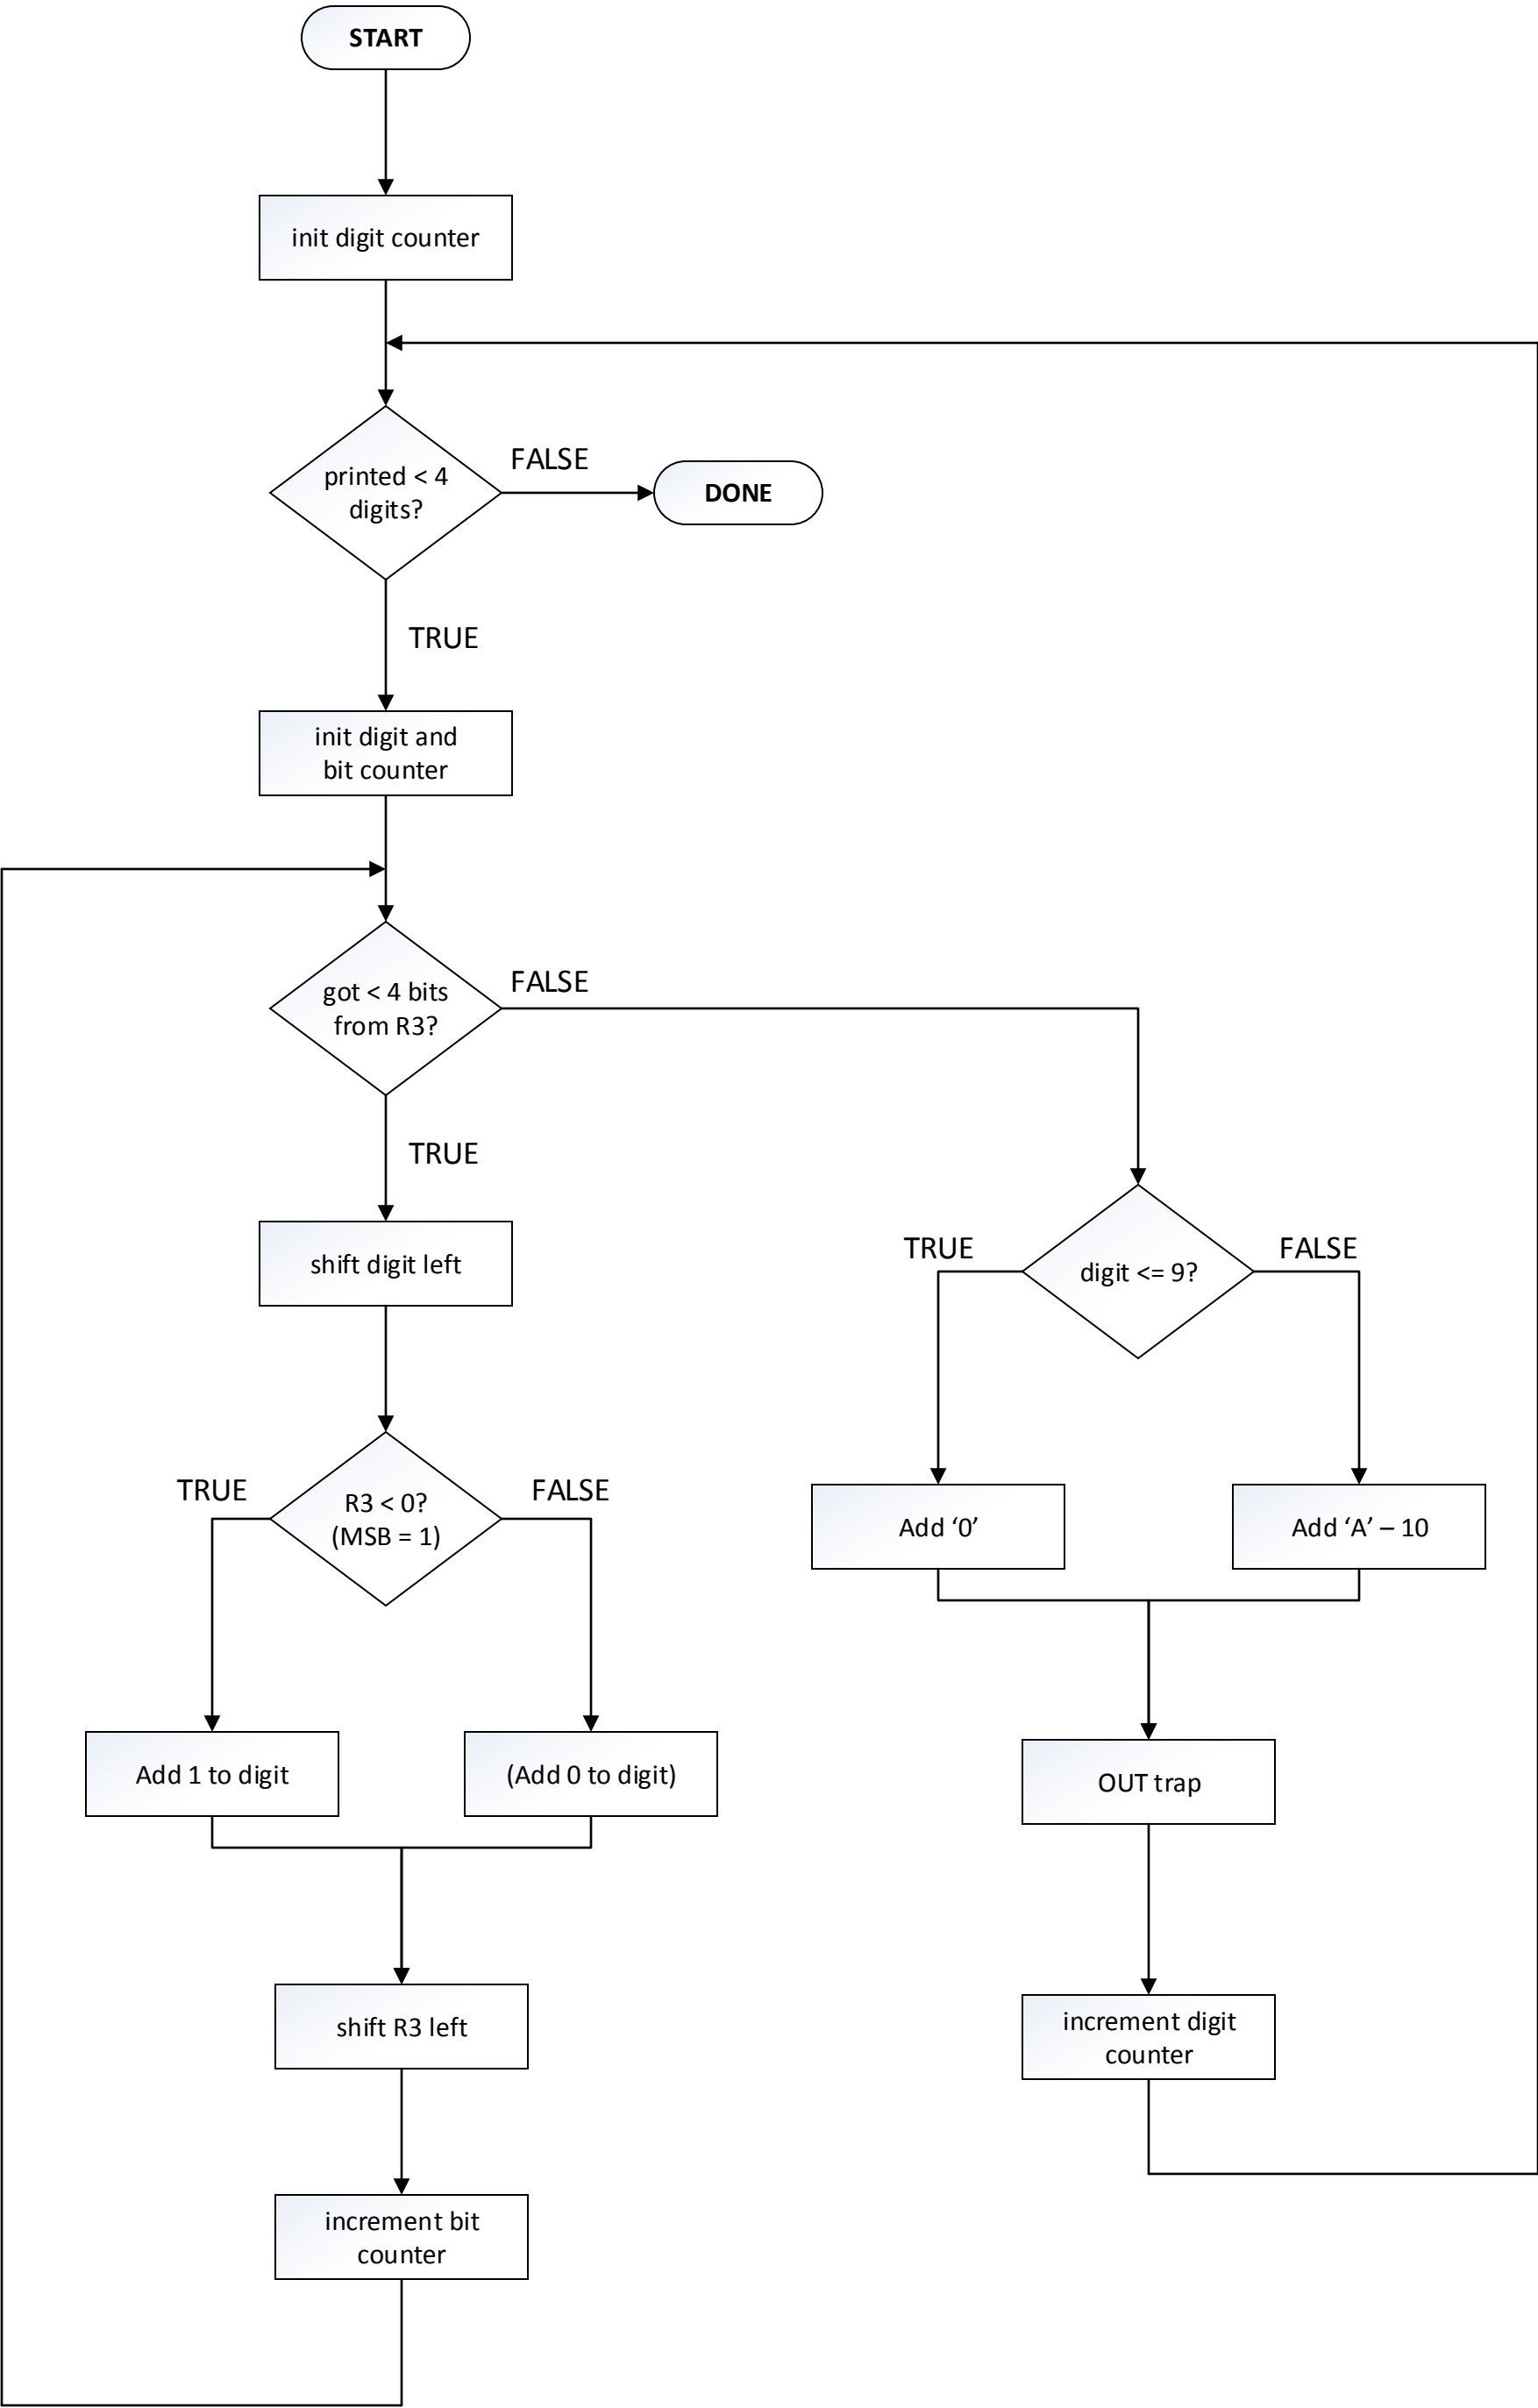 START
init digit counter
printed < 4
digits?
FALSE
DONE
TRUE
init digit and
bit counter
got < 4 bits
from R3?
FALSE
TRUE
shift digit left
TRUE
digit <= 9?
FALSE
TRUE
R3 < 0?
(MSB = 1)
FALSE
Add ‘0’
Add ‘A’ – 10
Add 1 to digit
(Add 0 to digit)
OUT trap
shift R3 left
increment digit
counter
increment bit
counter